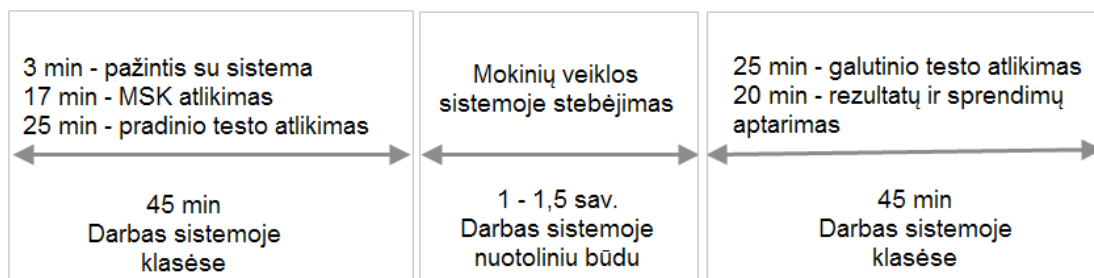 3 min - pažintis su sistema
17 min - MSK atlikimas
25 min - pradinio testo atlikimas
45 min
Darbas sistemoje
klasėse
Mokinių veiklos
sistemoje stebėjimas
1 - 1,5 sav.
Darbas sistemoje
nuotoliniu būdu
25 min - galutinio testo atlikimas
20 min - rezultatų ir sprendimų
aptarimas
45 min
Darbas sistemoje
klasėje